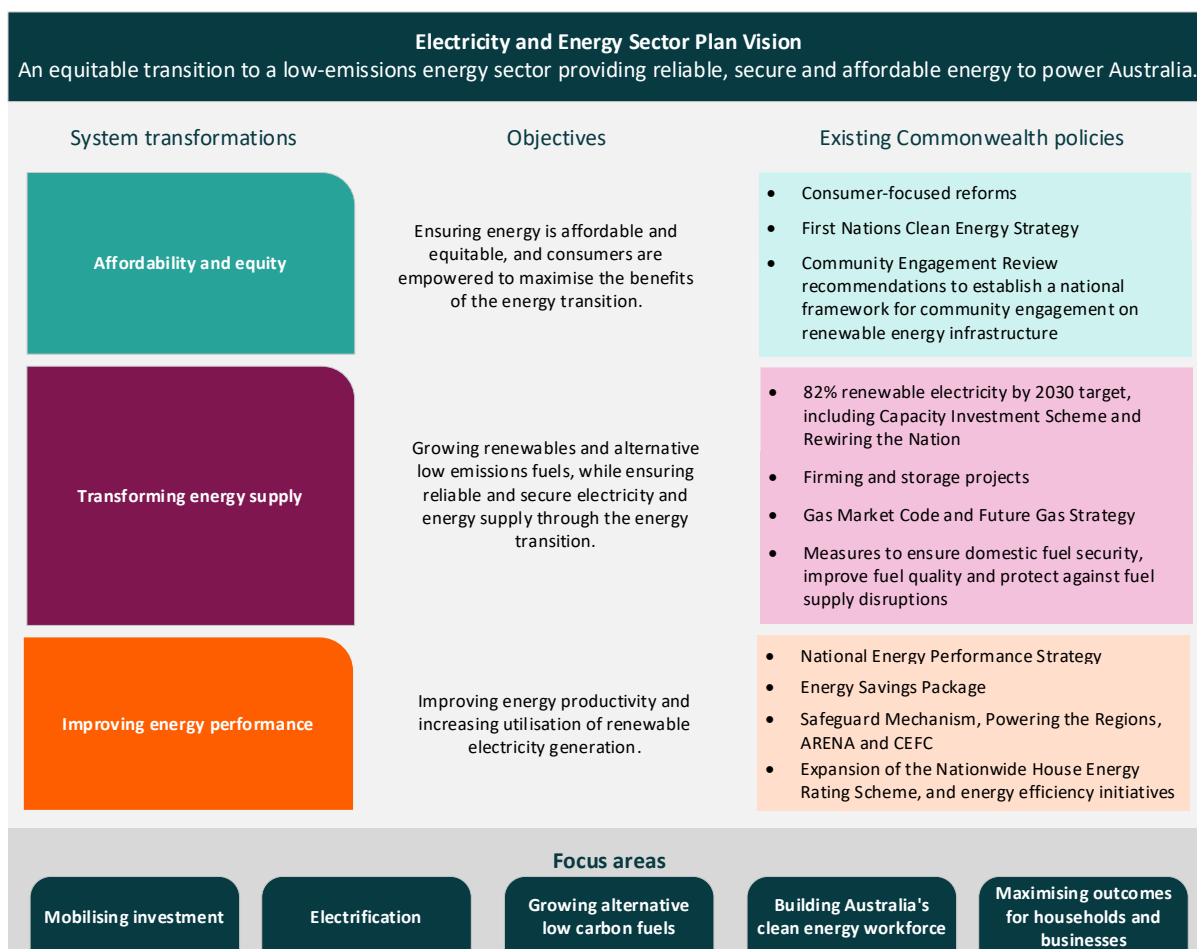 Electricity and Energy Sector Plan Vision
An equitable transition to a low-emissions energy sector providing reliable, secure and affordable energy to power Australia.
System transformations
Objectives
Existing Commonwealth policies
Affordability and equity
Ensuring energy is affordable and
equitable, and consumers are
empowered to maximise the benefits
of the energy transition.
• Consumer-focused reforms
• First Nations Clean Energy Strategy
• Community Engagement Review
recommendations to establish a national
framework for community engagement on
renewable energy infrastructure
Transforming energy supply
Growing renewables and alternative
low emissions fuels, while ensuring
reliable and secure electricity and
energy supply through the energy
transition.
• 82% renewable electricity by 2030 target,
including Capacity Investment Scheme and
Rewiring the Nation
• Firming and storage projects
• Gas Market Code and Future Gas Strategy
• Measures to ensure domestic fuel security,
improve fuel quality and protect against fuel
supply disruptions
Improving energy performance
Improving energy productivity and
increasing utilisation of renewable
electricity generation.
• National Energy Performance Strategy
• Energy Savings Package
• Safeguard Mechanism, Powering the Regions,
ARENA and CEFC
• Expansion of the Nationwide House Energy
Rating Scheme, and energy efficiency initiatives
Focus areas
Mobilising investment
Electrification
Growing alternative
low carbon fuels
Building Australia's
clean energy workforce
Maximising outcomes
for households and
businesses